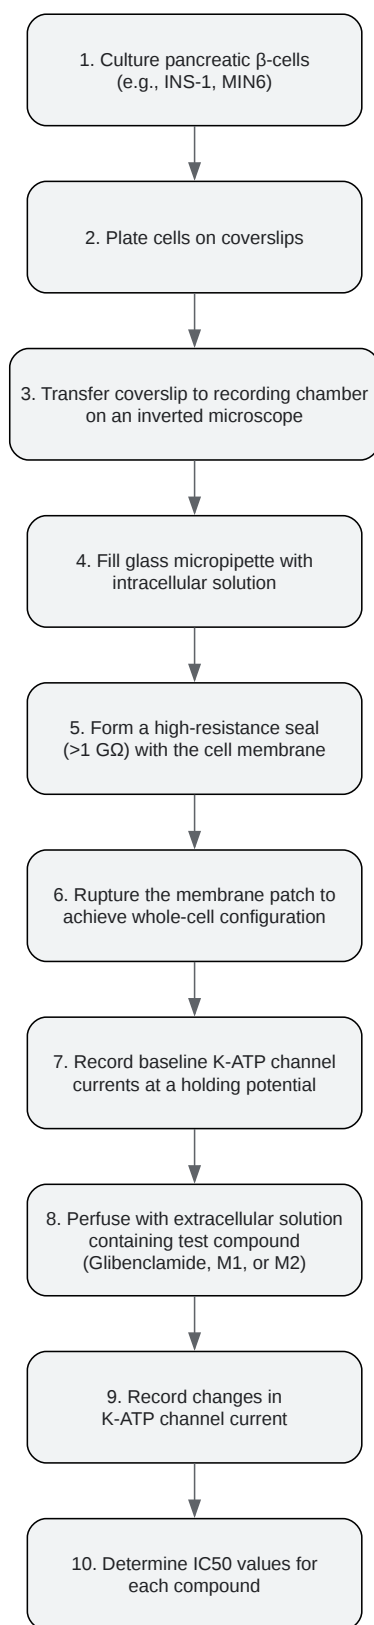 1. Culture pancreatic β-cells
(e.g., INS-1, MIN6)
2. Plate cells on coverslips
3. Transfer coverslip to recording chamber
on an inverted microscope
4. Fill glass micropipette with
intracellular solution
5. Form a high-resistance seal
(>1 GΩ) with the cell membrane
6. Rupture the membrane patch to
achieve whole-cell configuration
7. Record baseline K-ATP channel
currents at a holding potential
8. Perfuse with extracellular solution
containing test compound
(Glibenclamide, M1, or M2)
9. Record changes in
K-ATP channel current
10. Determine IC50 values for
each compound